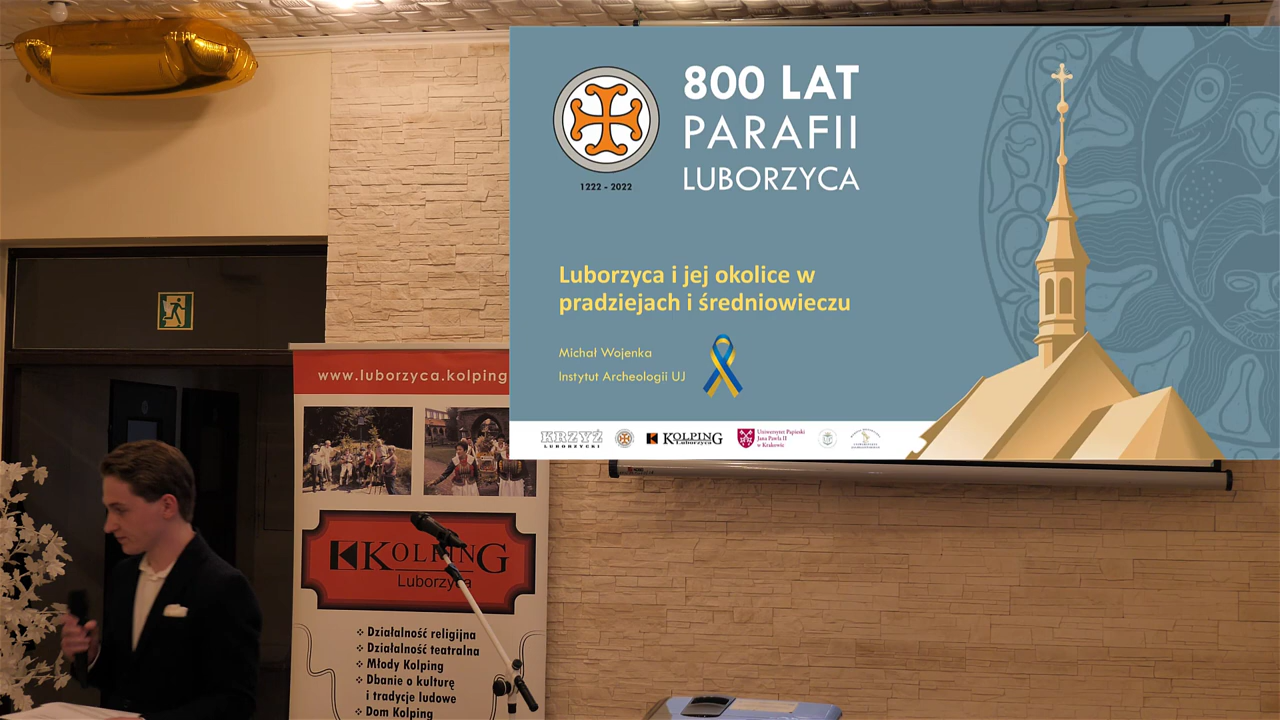 800 LAT
PARAFII
LUBORZYCA
1222 - 2022
Luborzyca i jej okolice w
pradziejach i średniowieczu
Michał Wojenka
Instytut Archeologii UJ
KRZYŻ
LUBORZYCKI
KOLPING
Luborzyca
Uniwersytet Papieski
Jana Pawła II
w Krakowie
www.luborzyca.kolping
KOLPING
Luborzyca
Działalność religijna
Działalność teatralna
Młody Kolping
Dbanie o kulturę
i tradycje ludowe
Dom Kolping